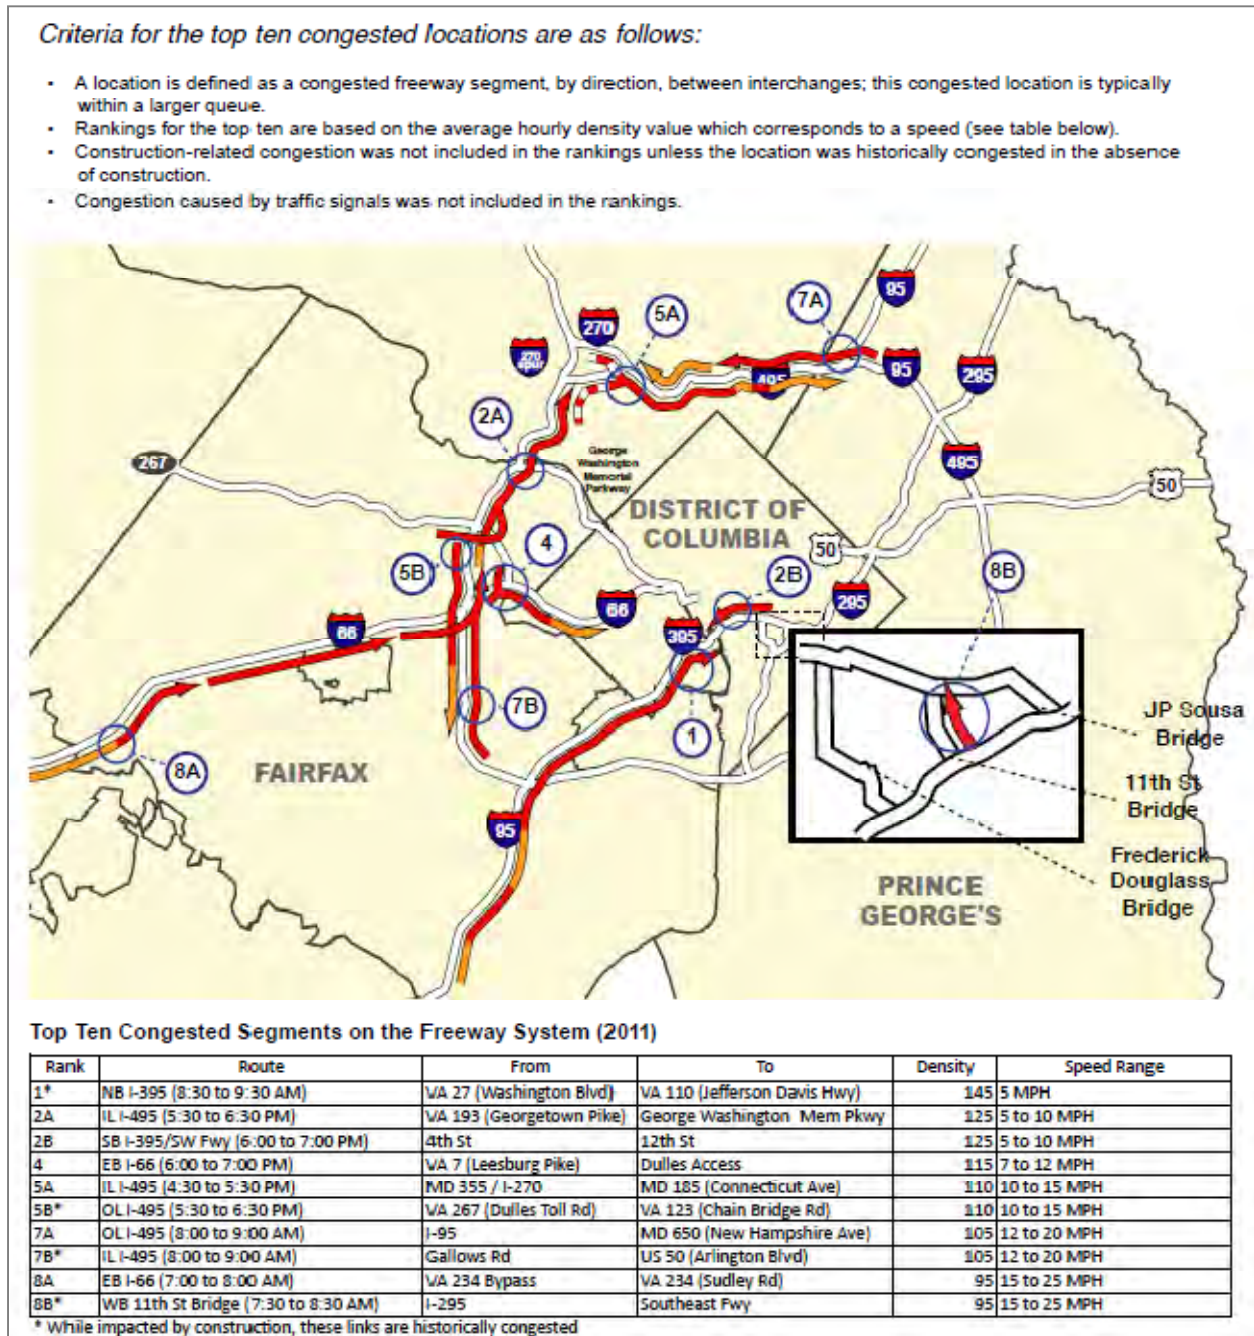 Criteria for the top ten congested locations are as follows:
• A location is defined as a congested freeway segment, by direction, between interchanges; this congested location is typically
within a larger queue.
• Rankings for the top ten are based on the average hourly density value which corresponds to a speed (see table below).
• Construction-related congestion was not included in the rankings unless the location was historically congested in the absence
of construction.
• Congestion caused by traffic signals was not included in the rankings.
95
7A
5A
270
270
spur
95
295
495
2A
267
George
Washington
Memorial
Parkway
495
50
DISTRICT OF
COLUMBIA
50
4
5B
2B
8B
66
295
66
395
7B
1
JP Sousa
Bridge
8A
FAIRFAX
11th St
Bridge
95
Frederick
Douglass
Bridge
PRINCE
GEORGE'S
Top Ten Congested Segments on the Freeway System (2011)
Rank Route From To Density Speed Range
1* NB I-395 (8:30 to 9:30 AM) VA 27 (Washington Blvd) VA 110 (Jefferson Davis Hwy) 145 5 MPH
2A IL I-495 (5:30 to 6:30 PM) VA 193 (Georgetown Pike) George Washington Mem Pkwy 125 5 to 10 MPH
2B SB I-395/SW Fwy (6:00 to 7:00 PM) 4th St 12th St 125 5 to 10 MPH
4 EB I-66 (6:00 to 7:00 PM) VA 7 (Leesburg Pike) Dulles Access 115 7 to 12 MPH
5A IL I-495 (4:30 to 5:30 PM) MD 355 / I-270 MD 185 (Connecticut Ave) 110 10 to 15 MPH
5B* OL I-495 (5:30 to 6:30 PM) VA 267 (Dulles Toll Rd) VA 123 (Chain Bridge Rd) 110 10 to 15 MPH
7A OL I-495 (8:00 to 9:00 AM) I-95 MD 650 (New Hampshire Ave) 105 12 to 20 MPH
7B* IL I-495 (8:00 to 9:00 AM) Gallows Rd US 50 (Arlington Blvd) 105 12 to 20 MPH
8A EB I-66 (7:00 to 8:00 AM) VA 234 Bypass VA 234 (Sudley Rd) 95 15 to 25 MPH
8B* WB 11th St Bridge (7:30 to 8:30 AM) I-295 Southeast Fwy 95 15 to 25 MPH
* While impacted by construction, these links are historically congested